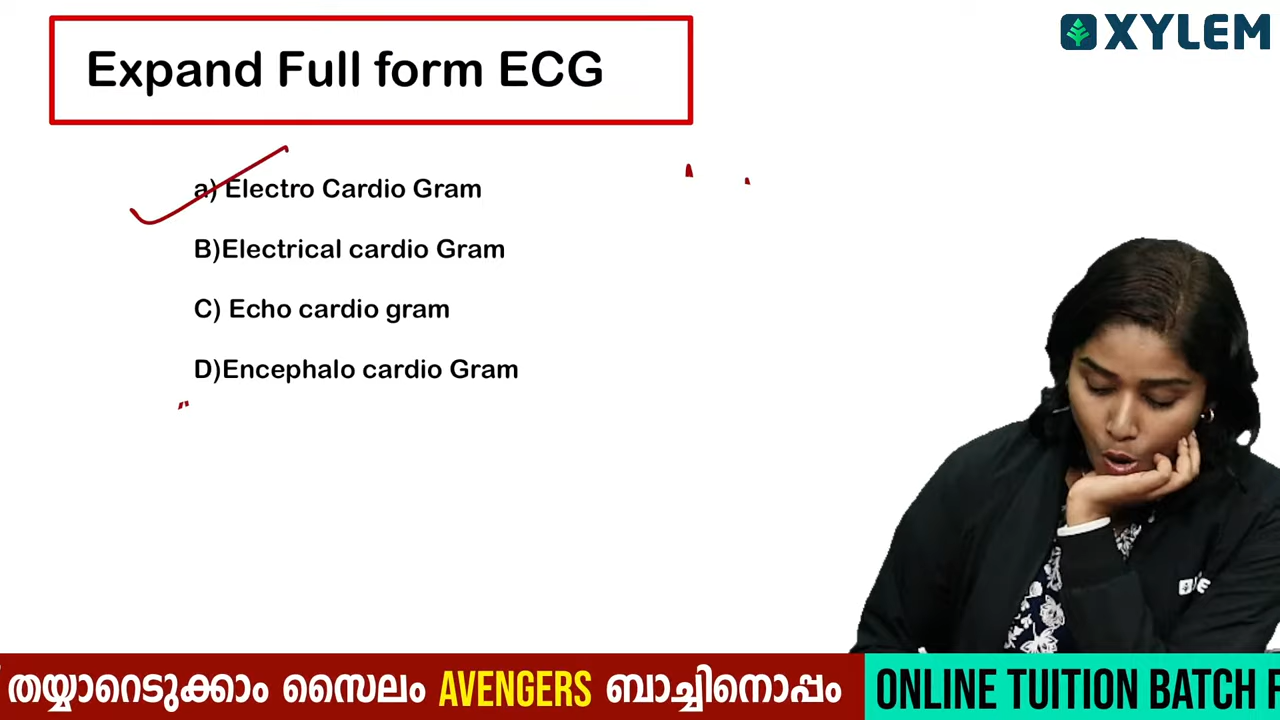 XYLEM
Expand Full form ECG
a) Electro Cardio Gram
B)Electrical cardio Gram
C) Echo cardio gram
D)Encephalo cardio Gram
തയ്യാറെടുക്കാം സൈലം AVENGERS ബാച്ചിനൊപ്പം
ONLINE TUITION BATCH